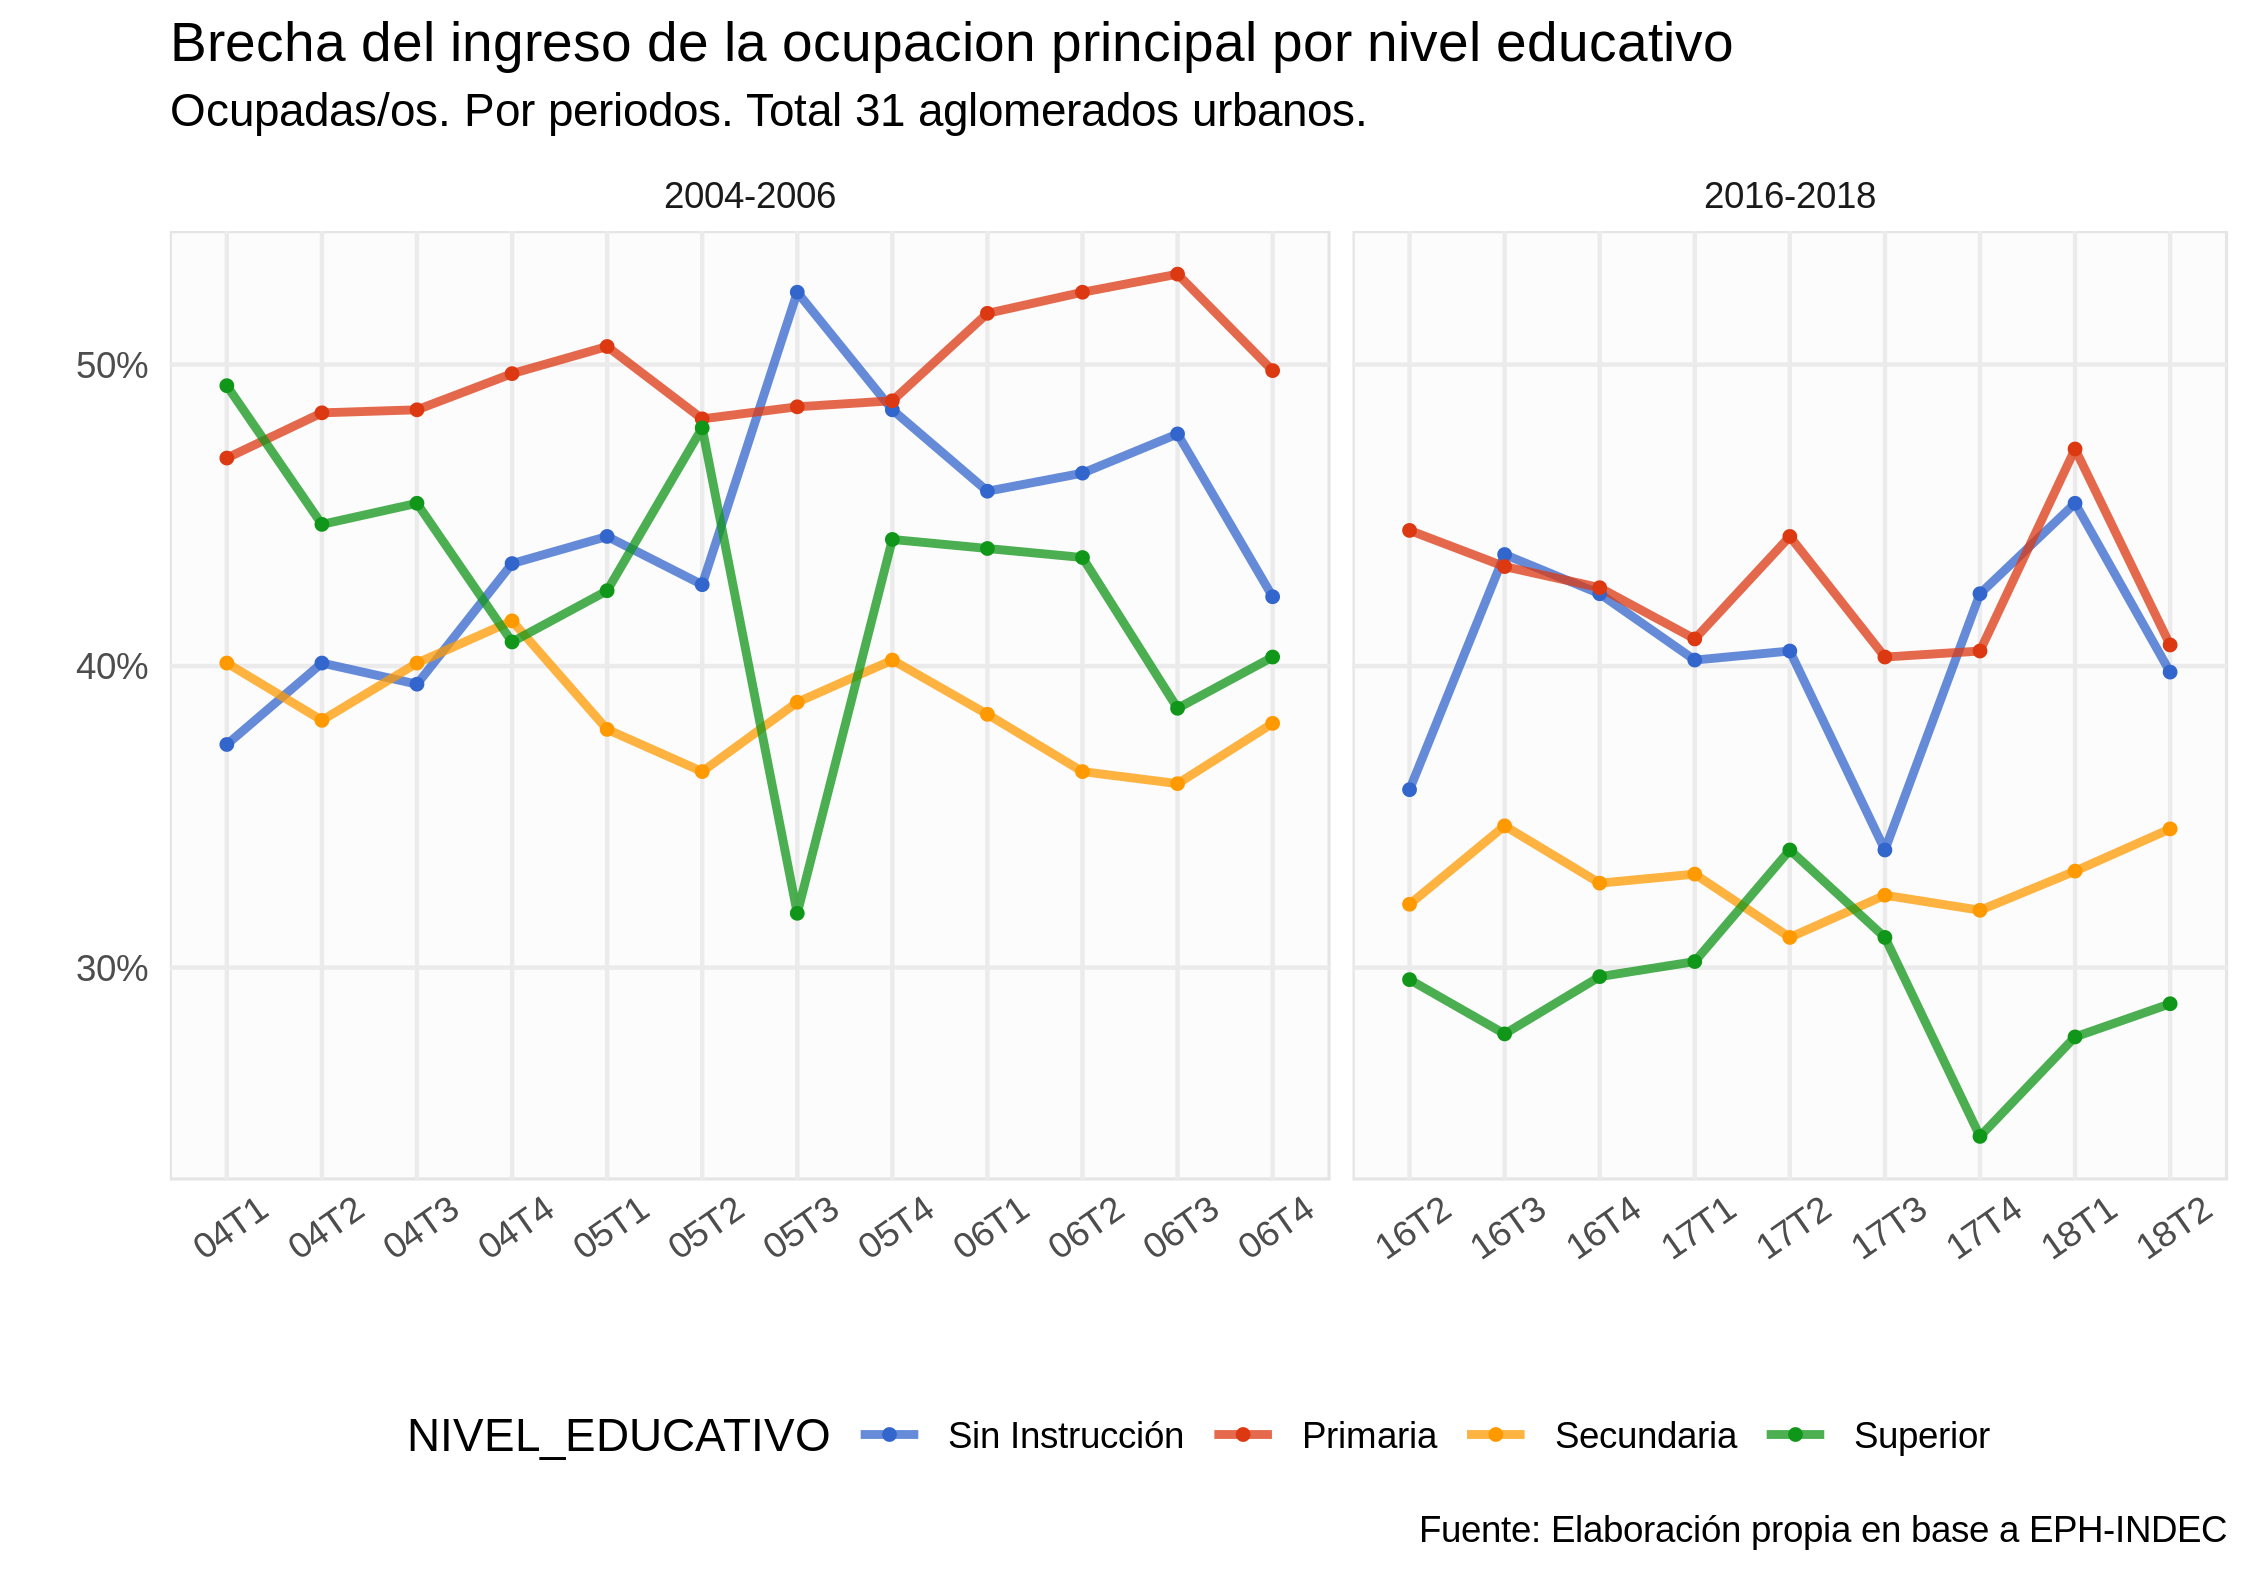 Brecha del ingreso de la ocupacion principal por nivel educativo
Ocupadas/os. Por periodos. Total 31 aglomerados urbanos.
2004-2006
2016-2018
50%
40%
30%
04T1
04T2
04T3
04T4
05T1
05T2
05T3
05T4
06T1
06T2
06T3
06T4
16T2
16T3
16T4
17T1
17T2
17T3
17T4
18T1
18T2
NIVEL_EDUCATIVO
Sin Instrucción
Primaria
Secundaria
Superior
Fuente: Elaboración propia en base a EPH-INDEC